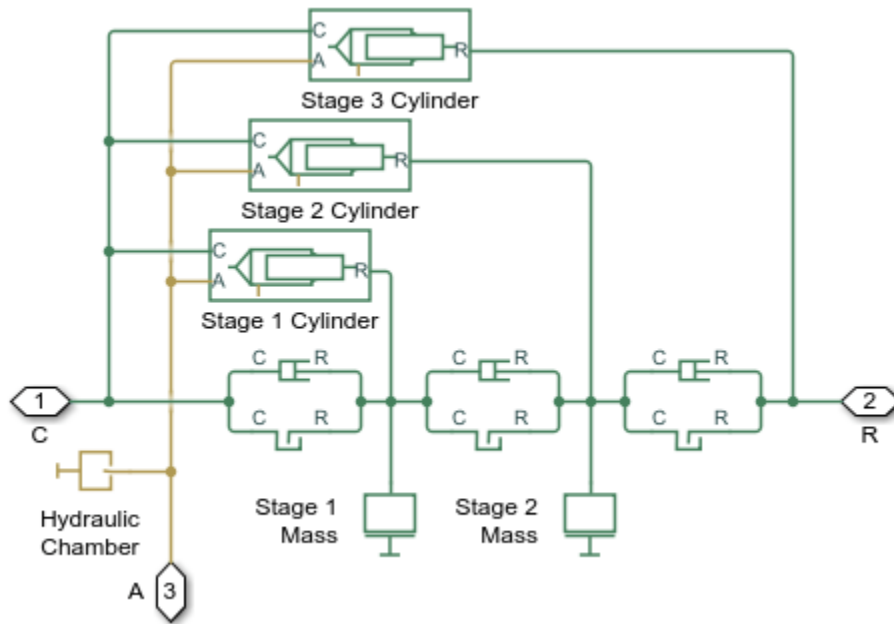 C
A
R
Stage 3 Cylinder
C
A
R
Stage 2 Cylinder
C
A
R
Stage 1 Cylinder
C R
C R
C R
1
C
2
R
C R
C R
C R
Stage 1
Mass
Stage 2
Mass
Hydraulic
Chamber
A
3